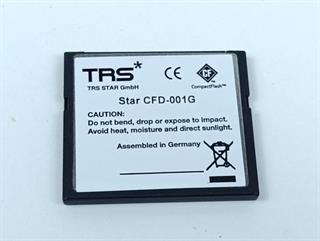 TRS*
TRS STAR GmbH
CE
CF
CompactFlash™
Star CFD-001G
CAUTION:
Do not bend, drop or expose to impact.
Avoid heat, moisture and direct sunlight.
Assembled in Germany